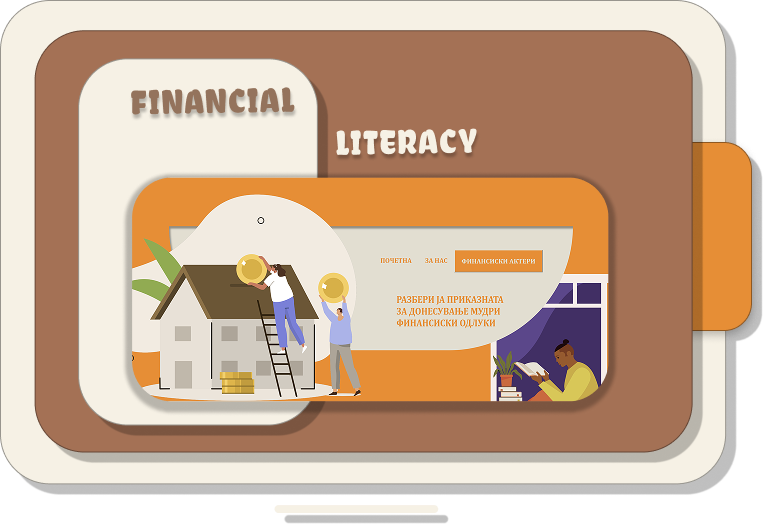 FINANCIAL
LITERACY
ПОЧЕТНА ЗА НАС ФИНАНСИСКИ АКТЕРИ
РАЗБЕРИ ЈА ПРИКАЗНАТА
ЗА ДОНЕСУВАЊЕ МУДРИ
ФИНАНСИСКИ ОДЛУКИ